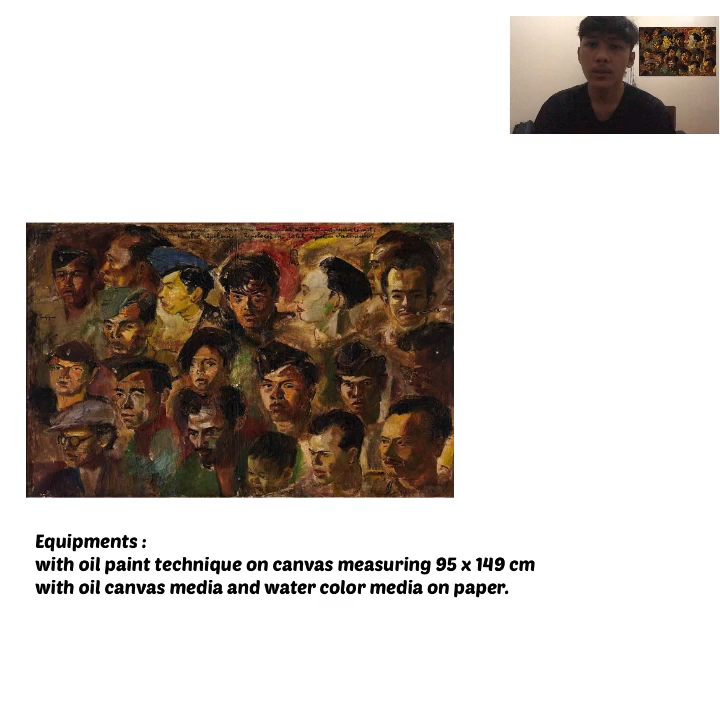 Equipments :
with oil paint technique on canvas measuring 95 x 149 cm
with oil canvas media and water color media on paper.